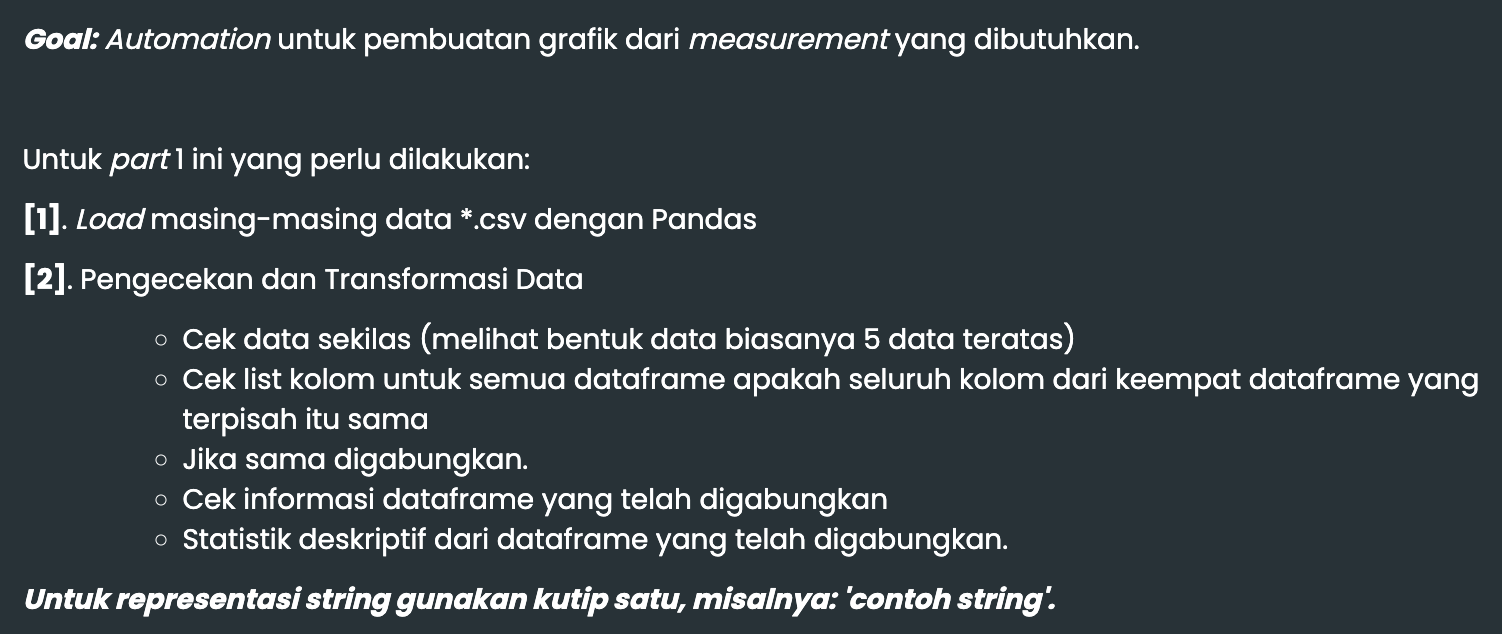 Goal: Automation untuk pembuatan grafik dari measurement yang dibutuhkan.
Untuk part 1 ini yang perlu dilakukan:
[1]. Load masing-masing data *.csv dengan Pandas
[2]. Pengecekan dan Transformasi Data
○ Cek data sekilas (melihat bentuk data biasanya 5 data teratas)
○ Cek list kolom untuk semua dataframe apakah seluruh kolom dari keempat dataframe yang
terpisah itu sama
○ Jika sama digabungkan.
○ Cek informasi dataframe yang telah digabungkan
○ Statistik deskriptif dari dataframe yang telah digabungkan.
Untuk representasi string gunakan kutip satu, misalnya: 'contoh string'.